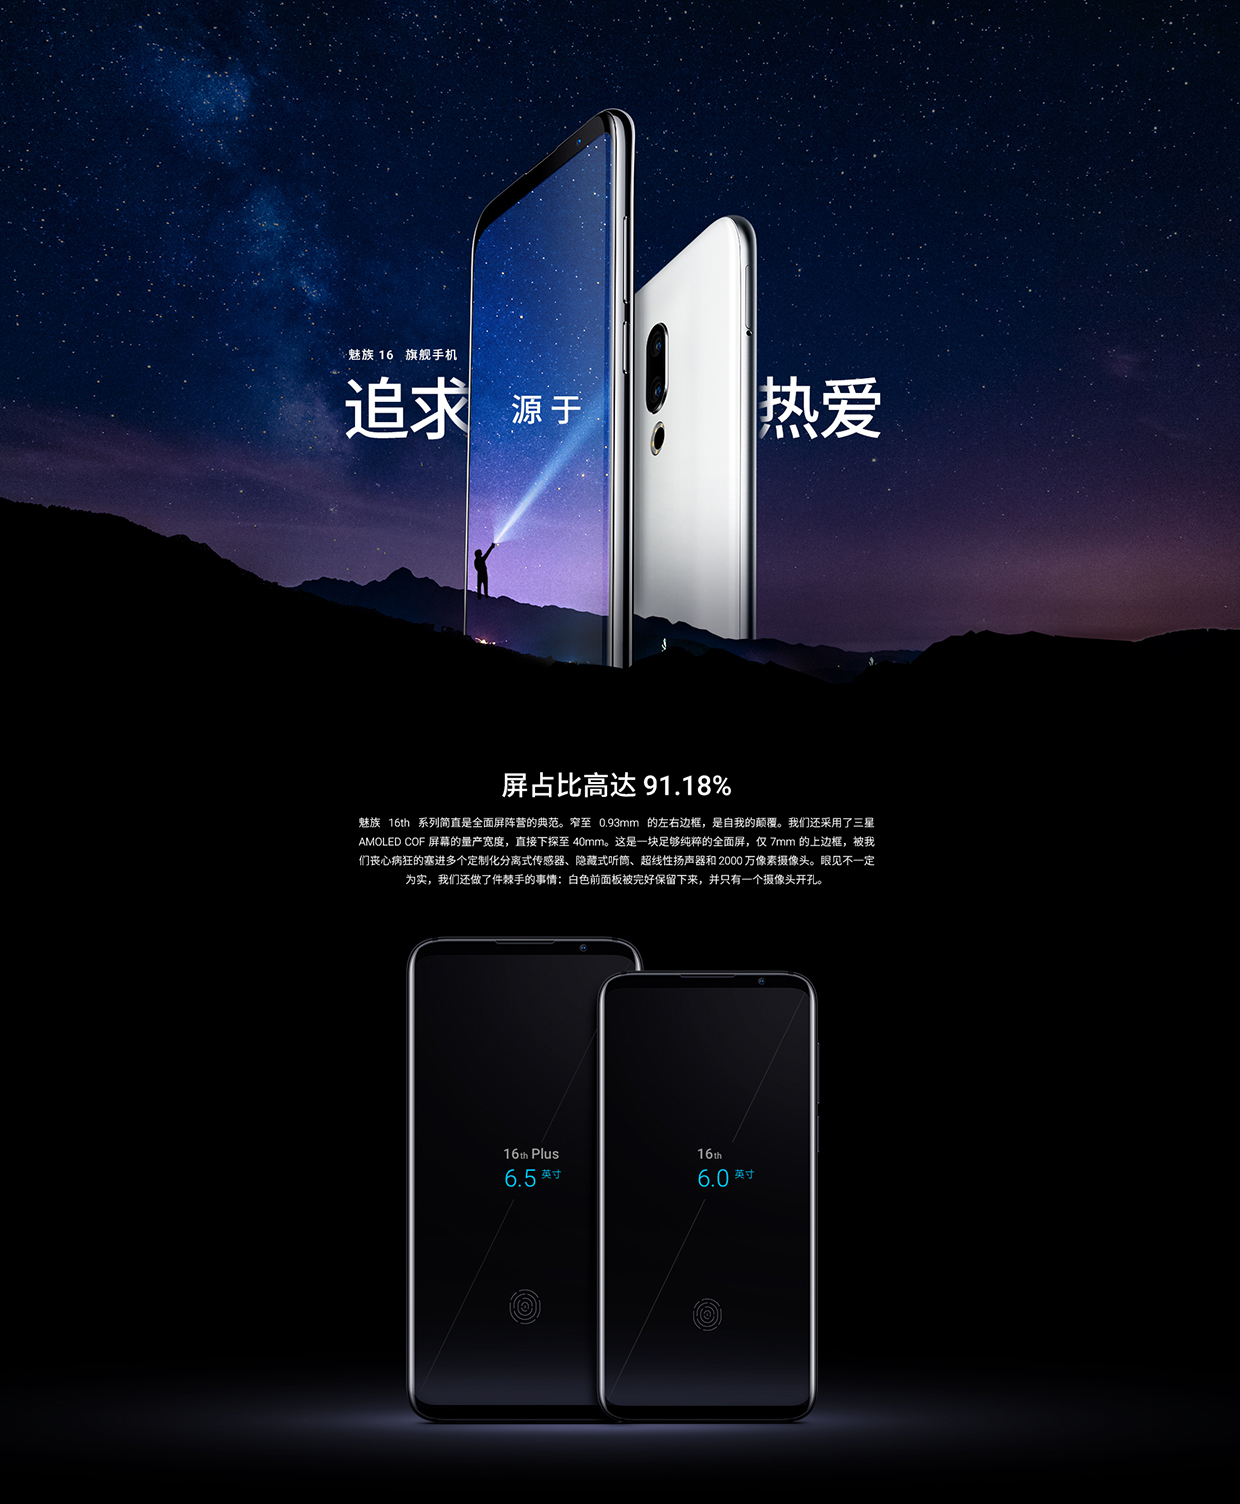 魅族 16 旗舰手机
追求 源于 热爱
屏占比高达 91.18%
魅族 16th 系列简直是全面屏阵营的典范。窄至 0.93mm 的左右边框，是自我的颠覆。我们还采用了三星
AMOLED COF 屏幕的量产宽度，直接下探至 40mm。这是一块足够纯粹的全面屏，仅 7mm 的上边框，被我
们丧心病狂的塞进多个定制化分离式传感器、隐藏式听筒、超线性扬声器和 2000 万像素摄像头。眼见不一定
为实，我们还做了件棘手的事情：白色前面板被完好保留下来，并只有一个摄像头开孔。
16th Plus
6.5 英寸
16th
6.0 英寸